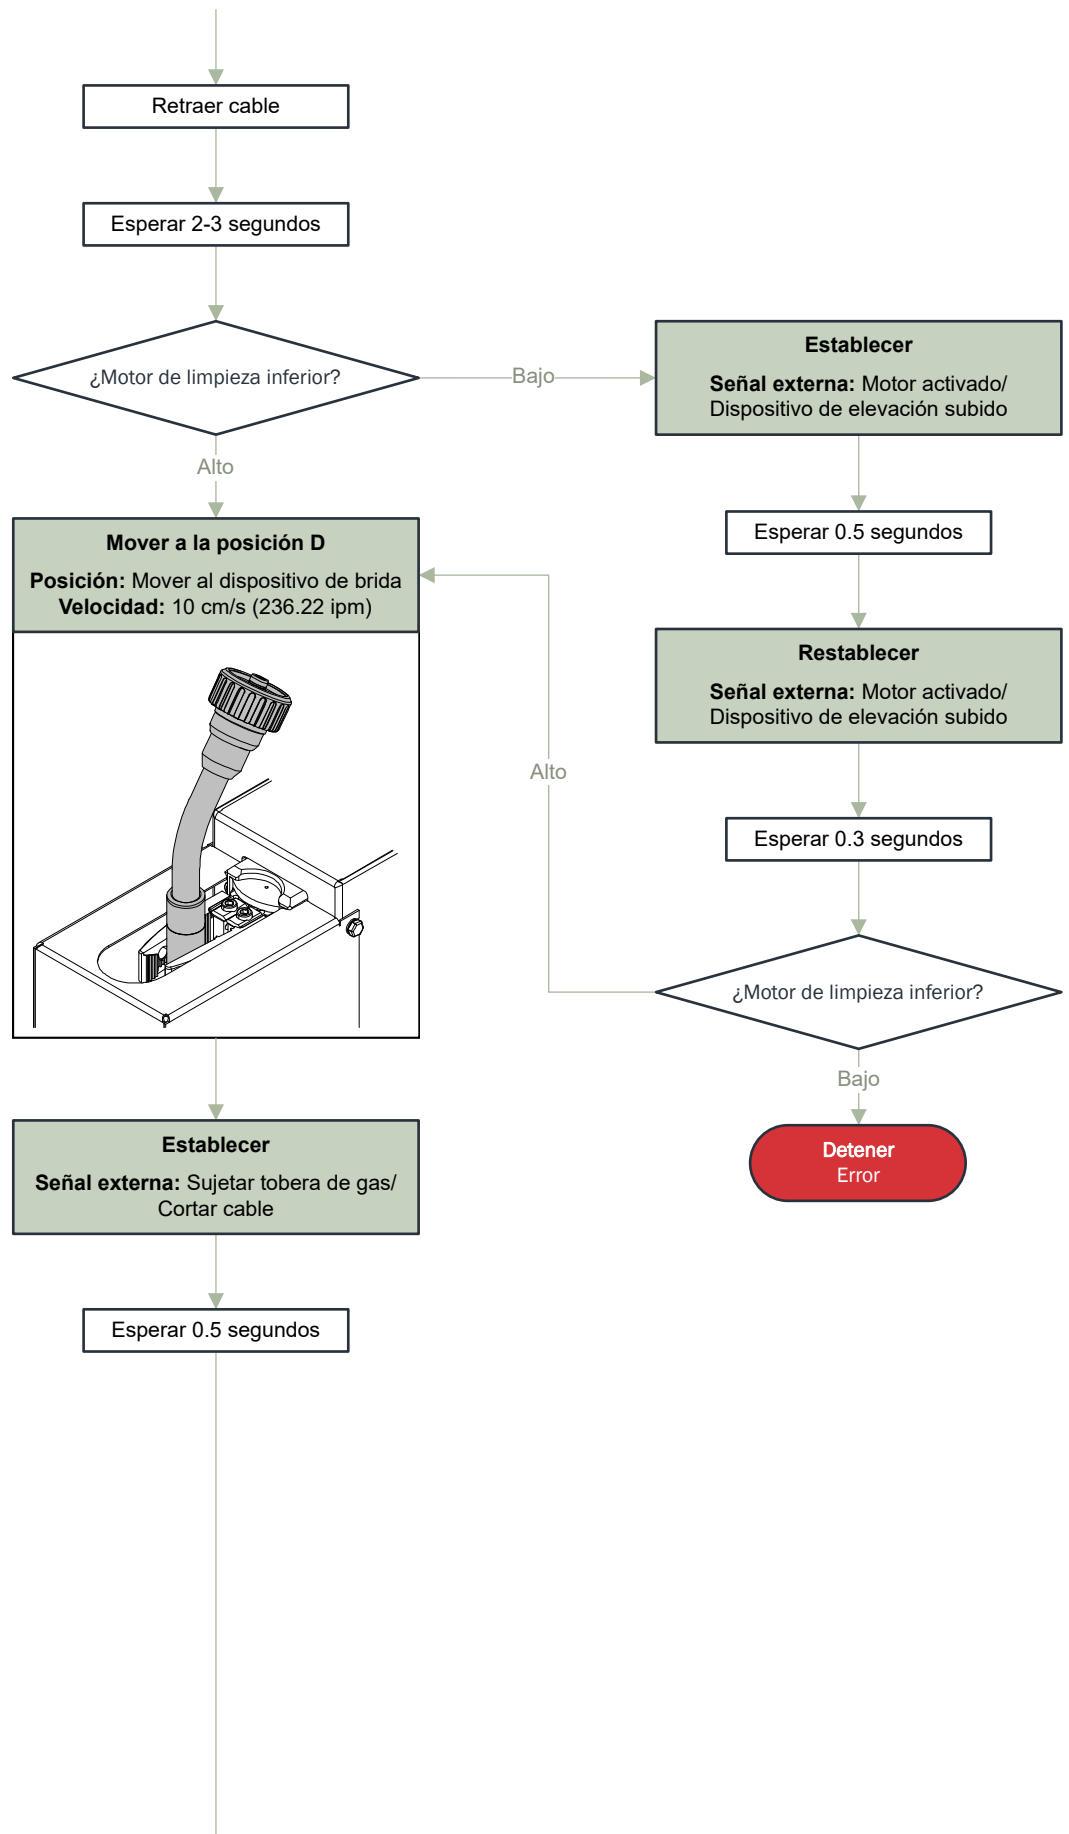 Retraer cable
Esperar 2-3 segundos
¿Motor de limpieza inferior?
Bajo
Alto
Establecer
Señal externa: Motor activado/
Dispositivo de elevación subido
Esperar 0.5 segundos
Restablecer
Señal externa: Motor activado/
Dispositivo de elevación subido
Esperar 0.3 segundos
¿Motor de limpieza inferior?
Alto
Bajo
Detener
Error
Mover a la posición D
Posición: Mover al dispositivo de brida
Velocidad: 10 cm/s (236.22 ipm)
Establecer
Señal externa: Sujetar tobera de gas/
Cortar cable
Esperar 0.5 segundos